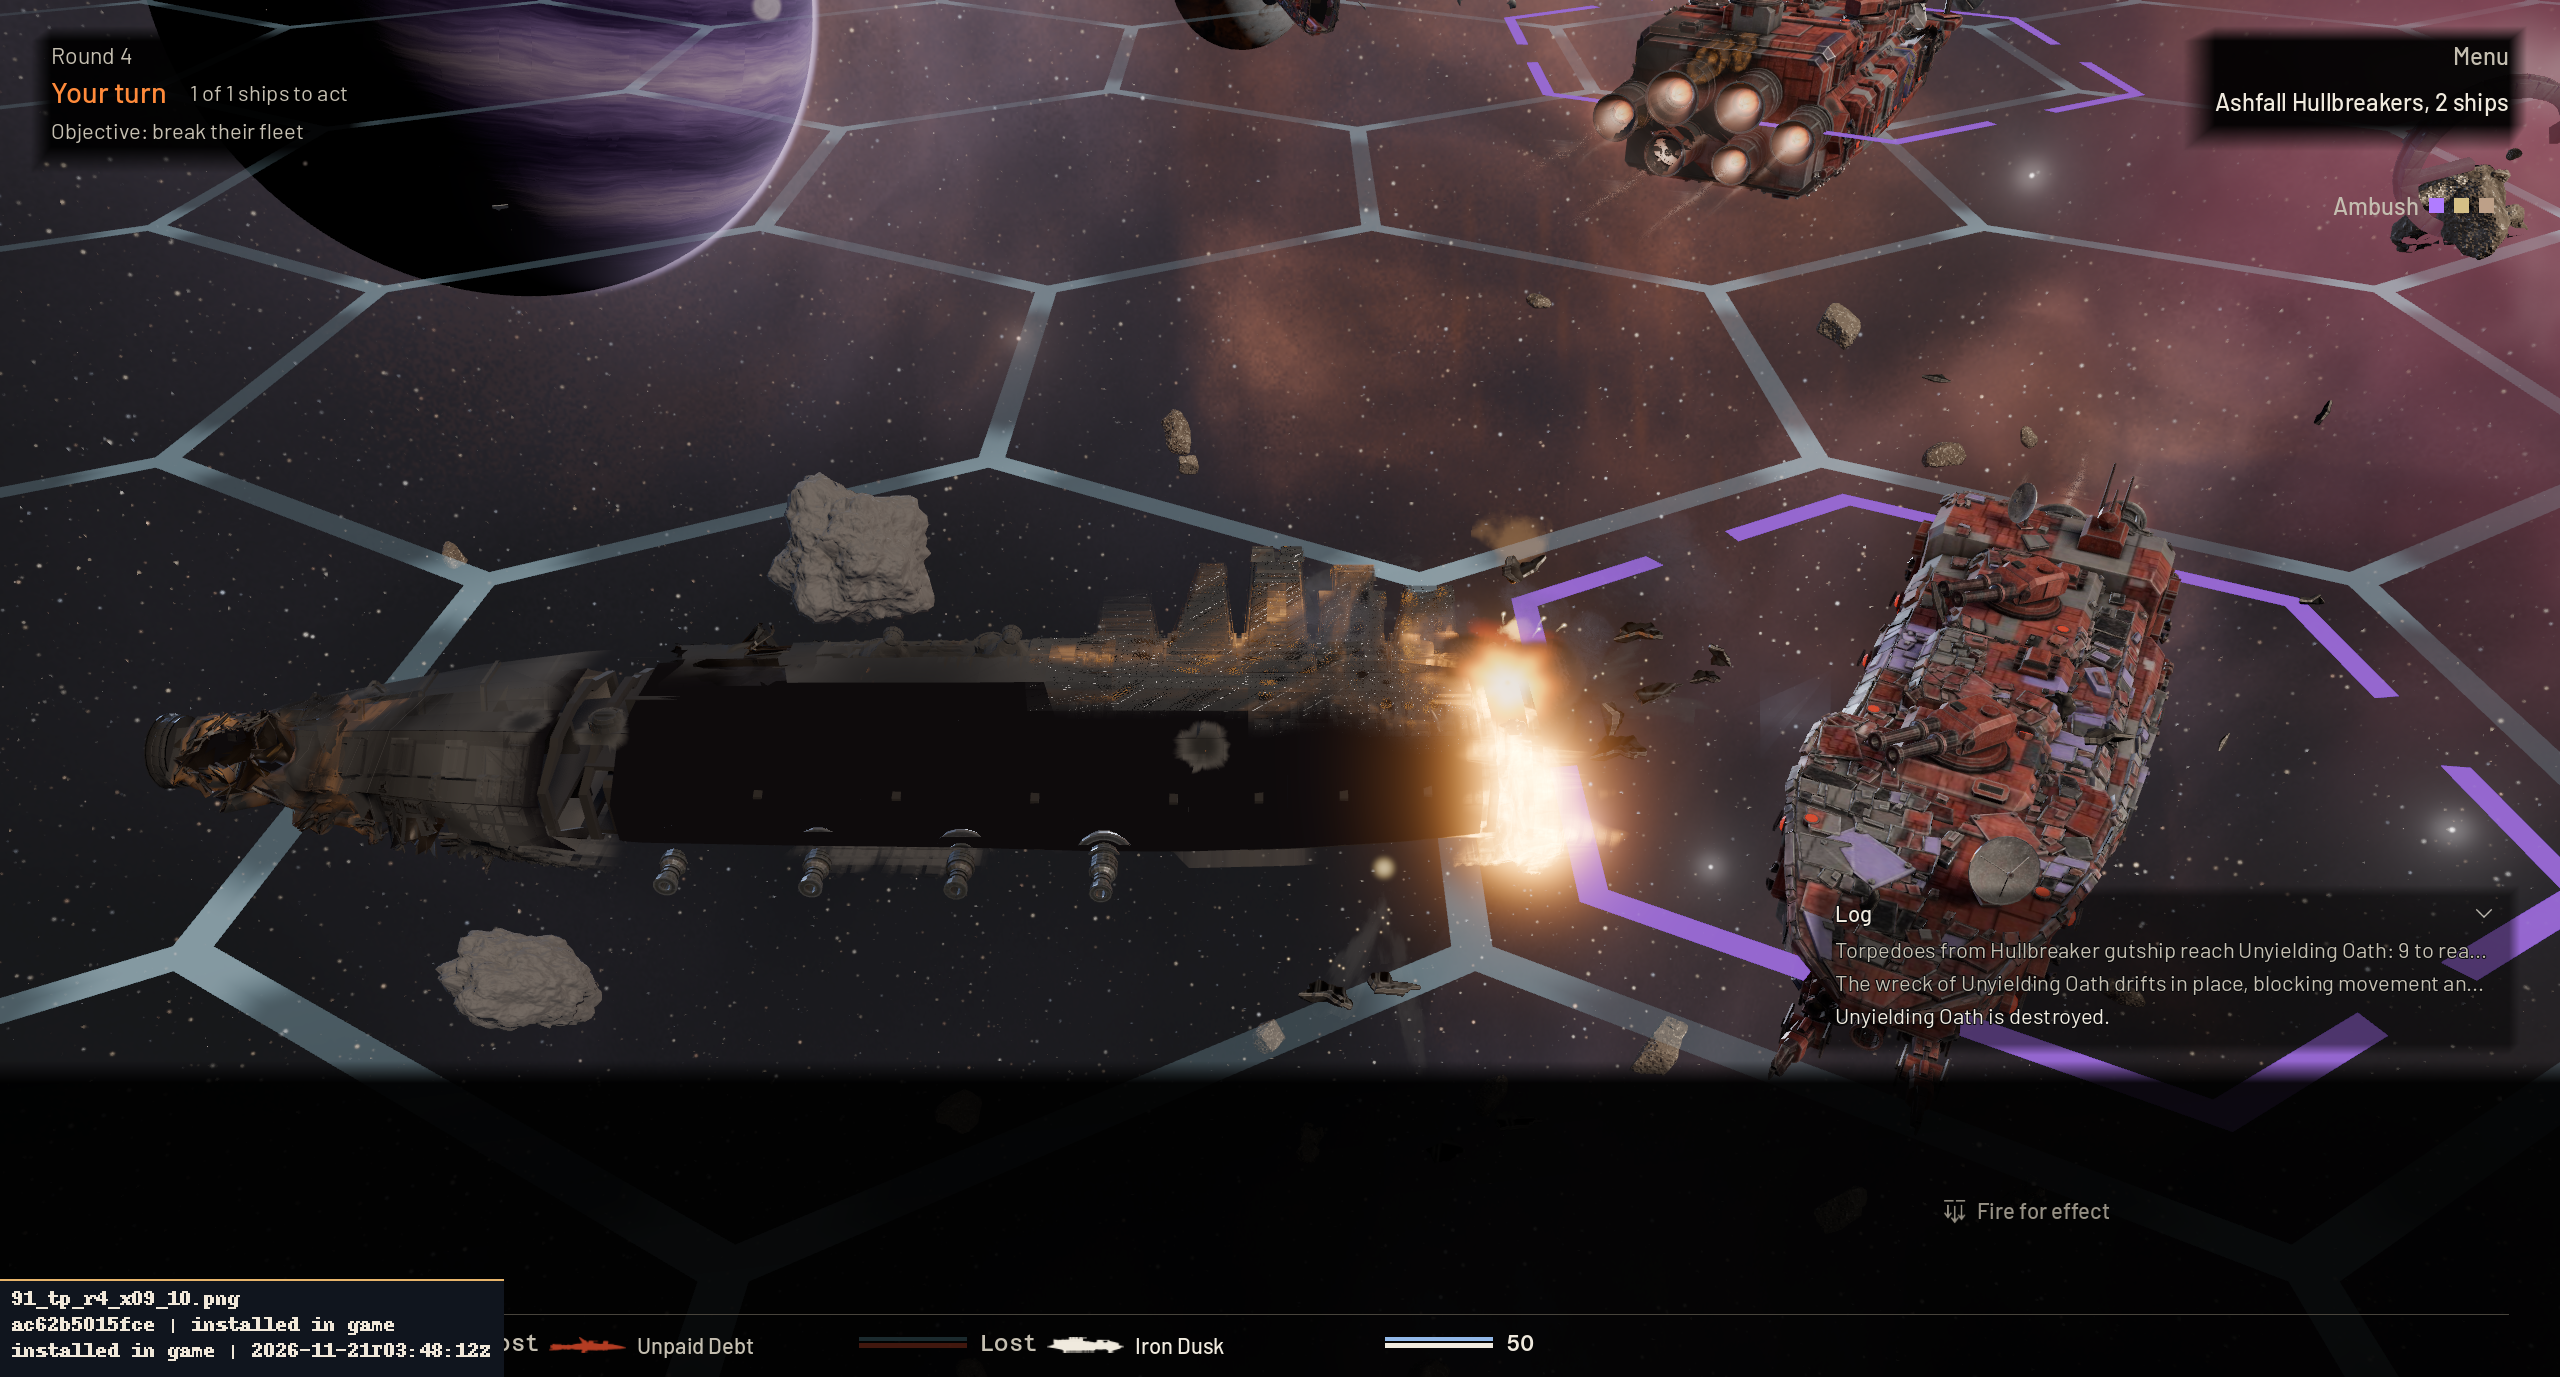 Round 4
Your turn 1 of 1 ships to act
Objective: break their fleet
Menu
Ashfall Hullbreakers, 2 ships
Ambush
Log
Torpedoes from Hullbreaker gutship reach Unyielding Oath: 9 to rea...
The wreck of Unyielding Oath drifts in place, blocking movement an...
Unyielding Oath is destroyed.
Fire for effect
91_tp_r4_x09_10.png
ac62b5015fce | installed in game
installed in game | 2026-11-21T03:48:12Z
ost Unpaid Debt Lost Iron Dusk 50